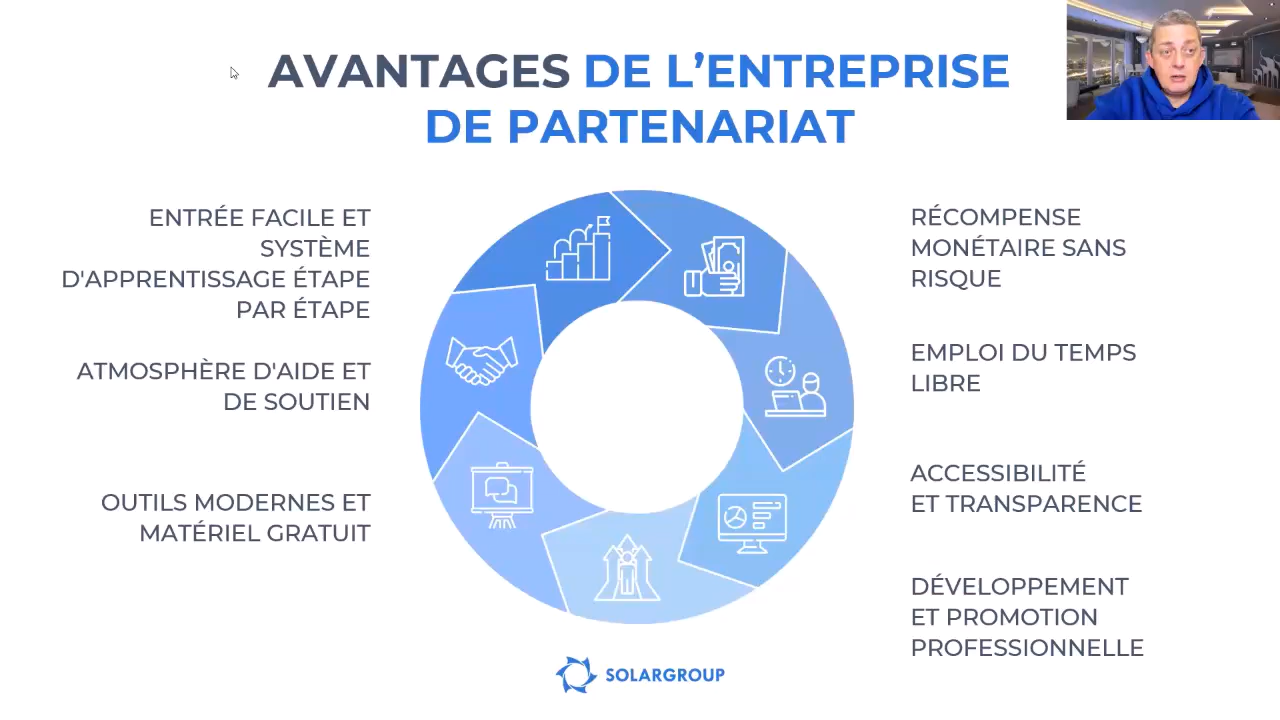 AVANTAGES DE L’ENTREPRISE
DE PARTENARIAT
ENTRÉE FACILE ET
SYSTÈME
D'APPRENTISSAGE ÉTAPE
PAR ÉTAPE
ATMOSPHÈRE D'AIDE ET
DE SOUTIEN
OUTILS MODERNES ET
MATÉRIEL GRATUIT
RÉCOMPENSE
MONÉTAIRE SANS
RISQUE
EMPLOI DU TEMPS
LIBRE
ACCESSIBILITÉ
ET TRANSPARENCE
DÉVELOPPEMENT
ET PROMOTION
PROFESSIONNELLE
SOLARGROUP